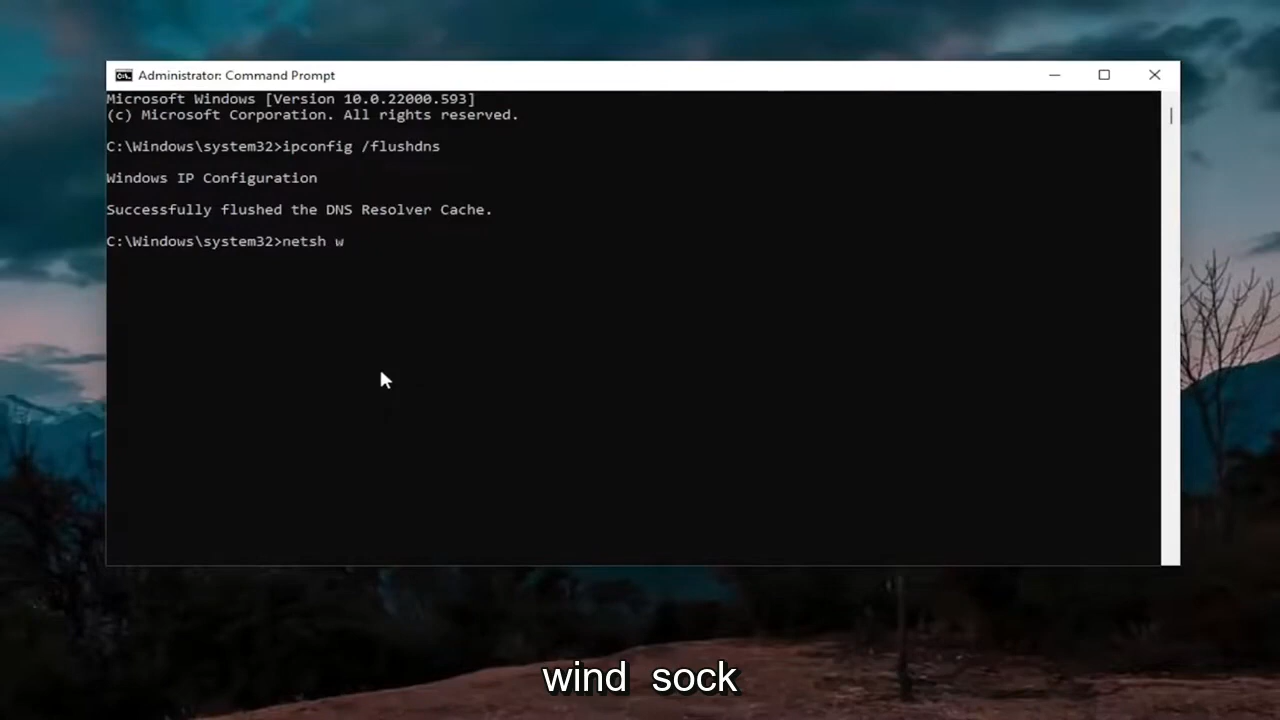 Administrator: Command Prompt
Microsoft Windows [Version 10.0.22000.593]
(c) Microsoft Corporation. All rights reserved.
C:\Windows\system32>ipconfig /flushdns
Windows IP Configuration
Successfully flushed the DNS Resolver Cache.
C:\Windows\system32>netsh w
wind sock